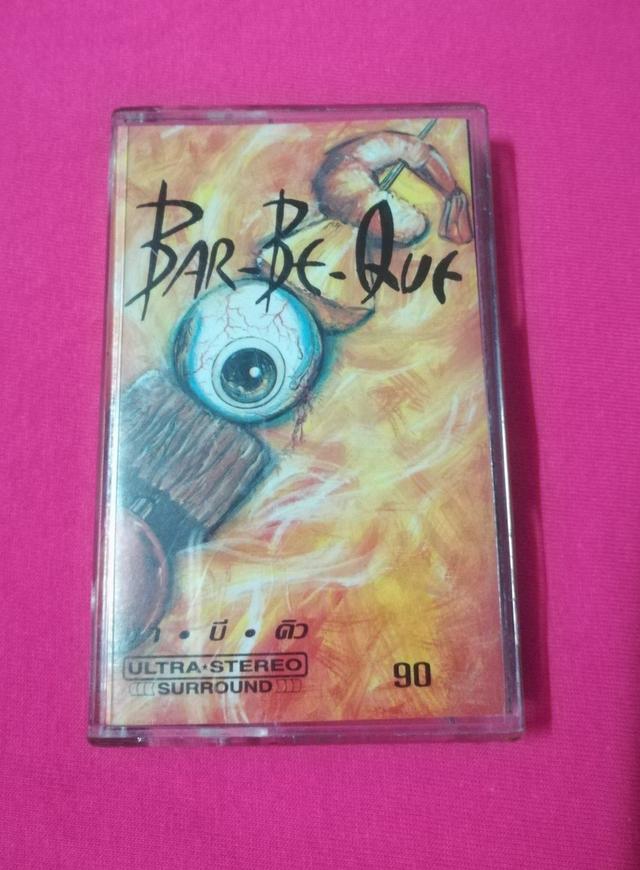 BAR-BE-QUE
บี • คิว
ULTRA•STEREO
SURROUND
90